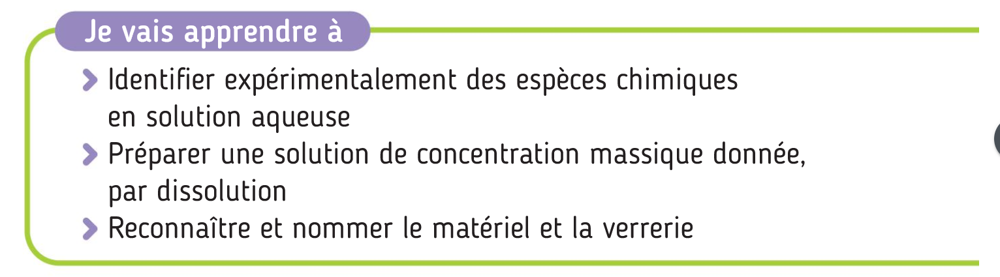 Je vais apprendre à
Identifier expérimentalement des espèces chimiques
en solution aqueuse
Préparer une solution de concentration massique donnée,
par dissolution
Reconnaître et nommer le matériel et la verrerie